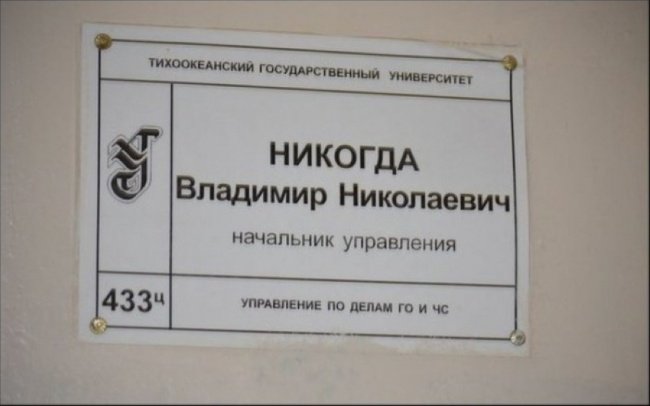 ТИХООКЕАНСКИЙ ГОСУДАРСТВЕННЫЙ УНИВЕРСИТЕТ
НИКОГДА
Владимир Николаевич
начальник управления
433ц
УПРАВЛЕНИЕ ПО ДЕЛАМ ГО И ЧС